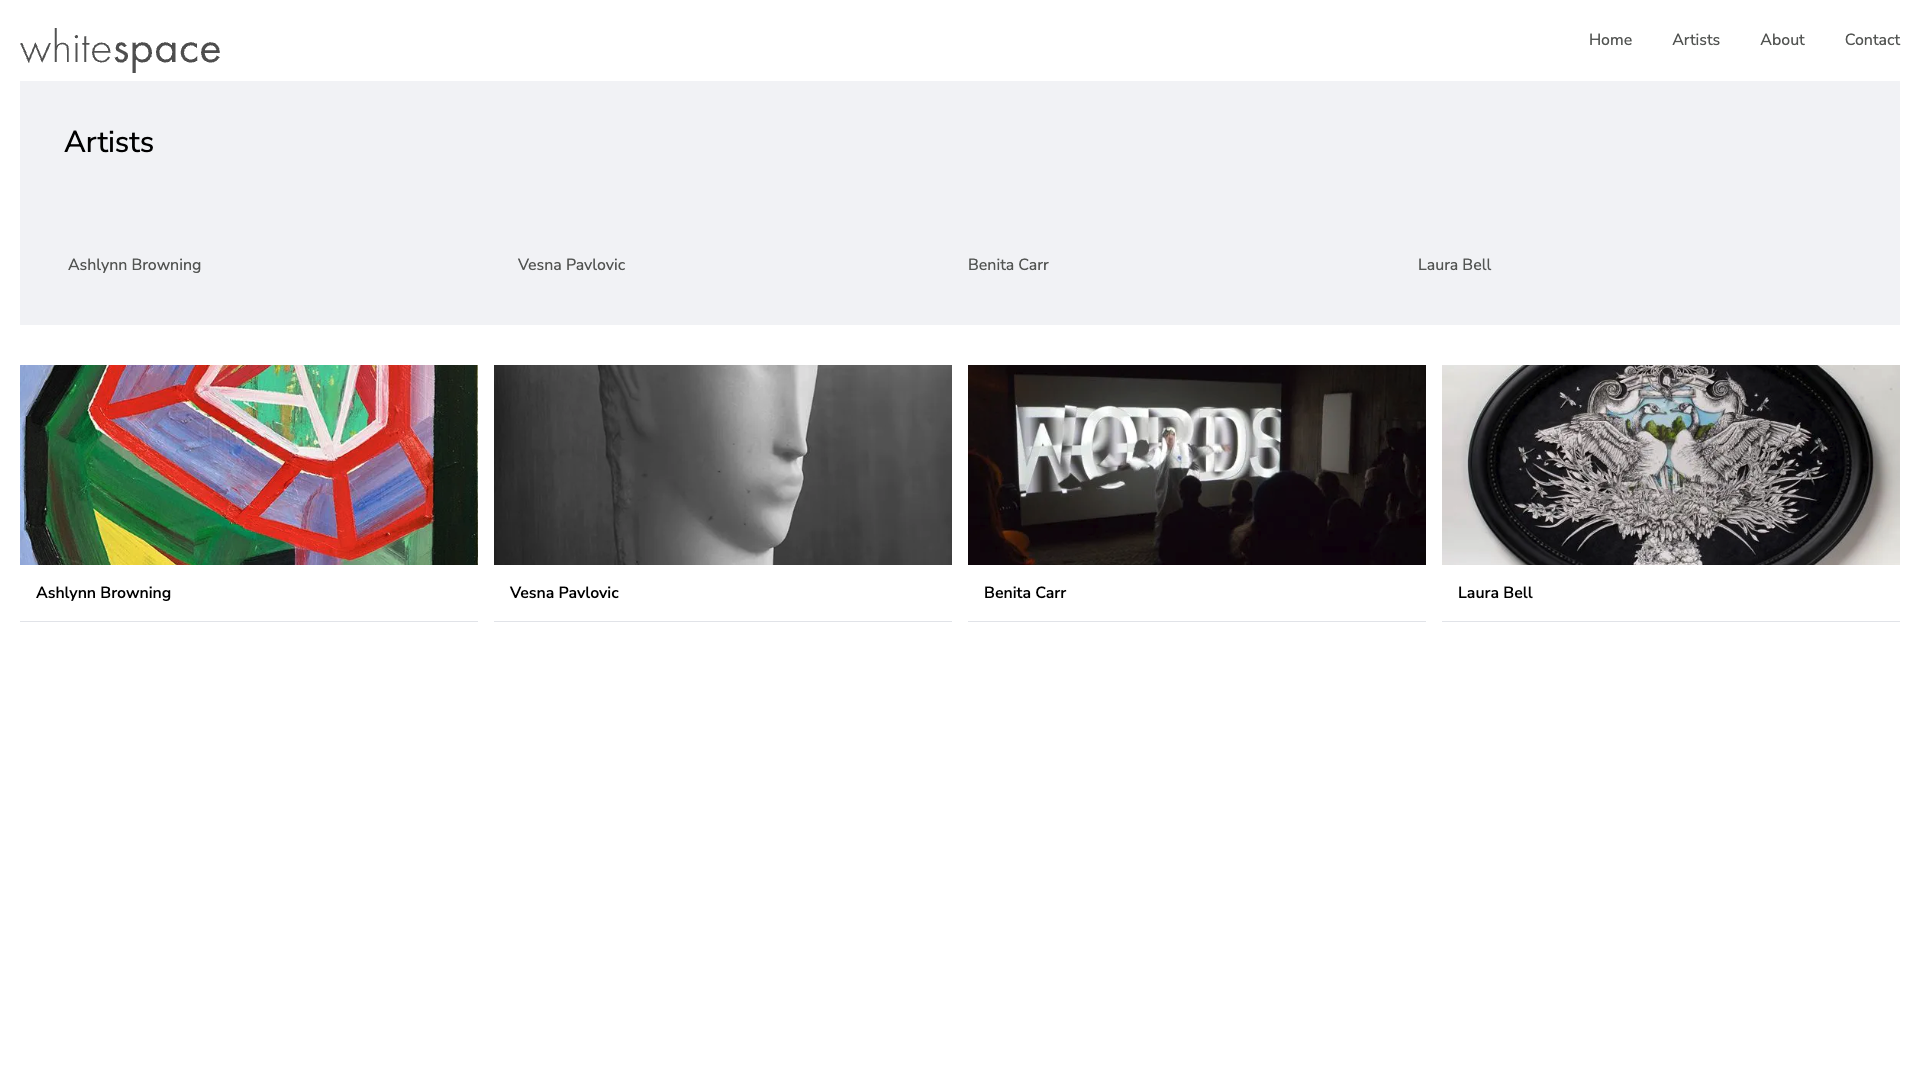 whitespace
Home
Artists
About
Contact
Artists
Ashlynn Browning
Vesna Pavlovic
Benita Carr
Laura Bell
WORDS
Ashlynn Browning
Vesna Pavlovic
Benita Carr
Laura Bell